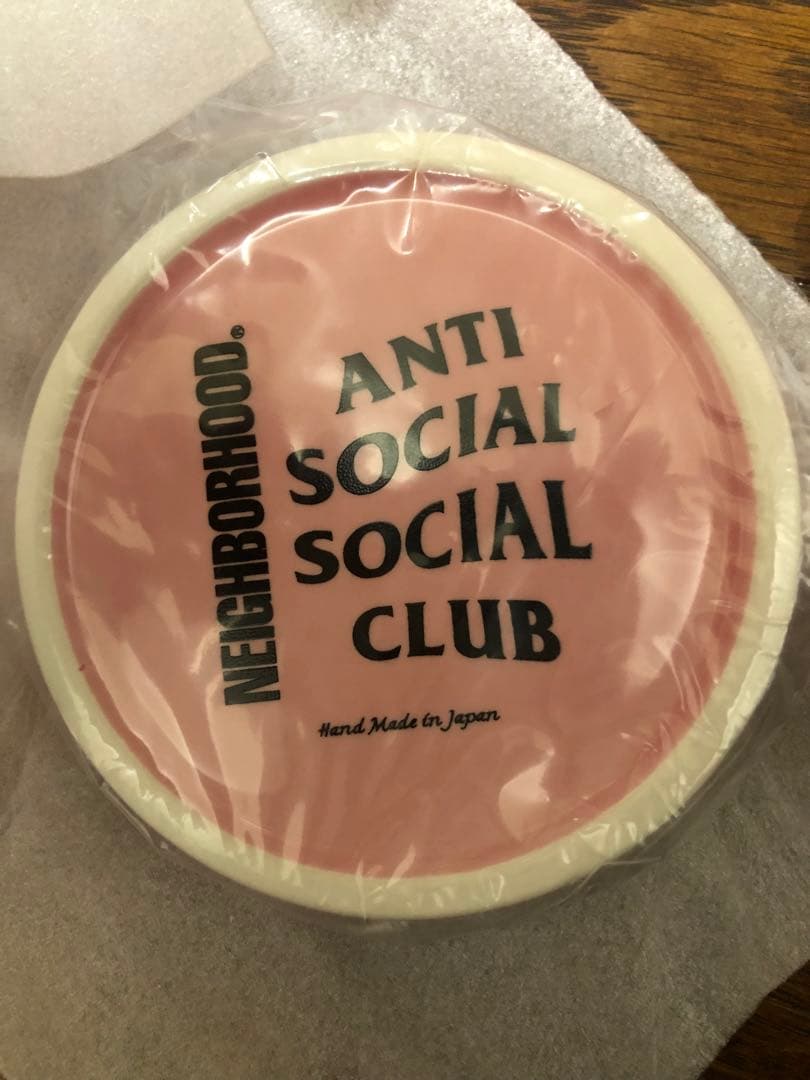 NEIGHBORHOOD.®
ANTI
SOCIAL
SOCIAL
CLUB
Hand Made in Japan